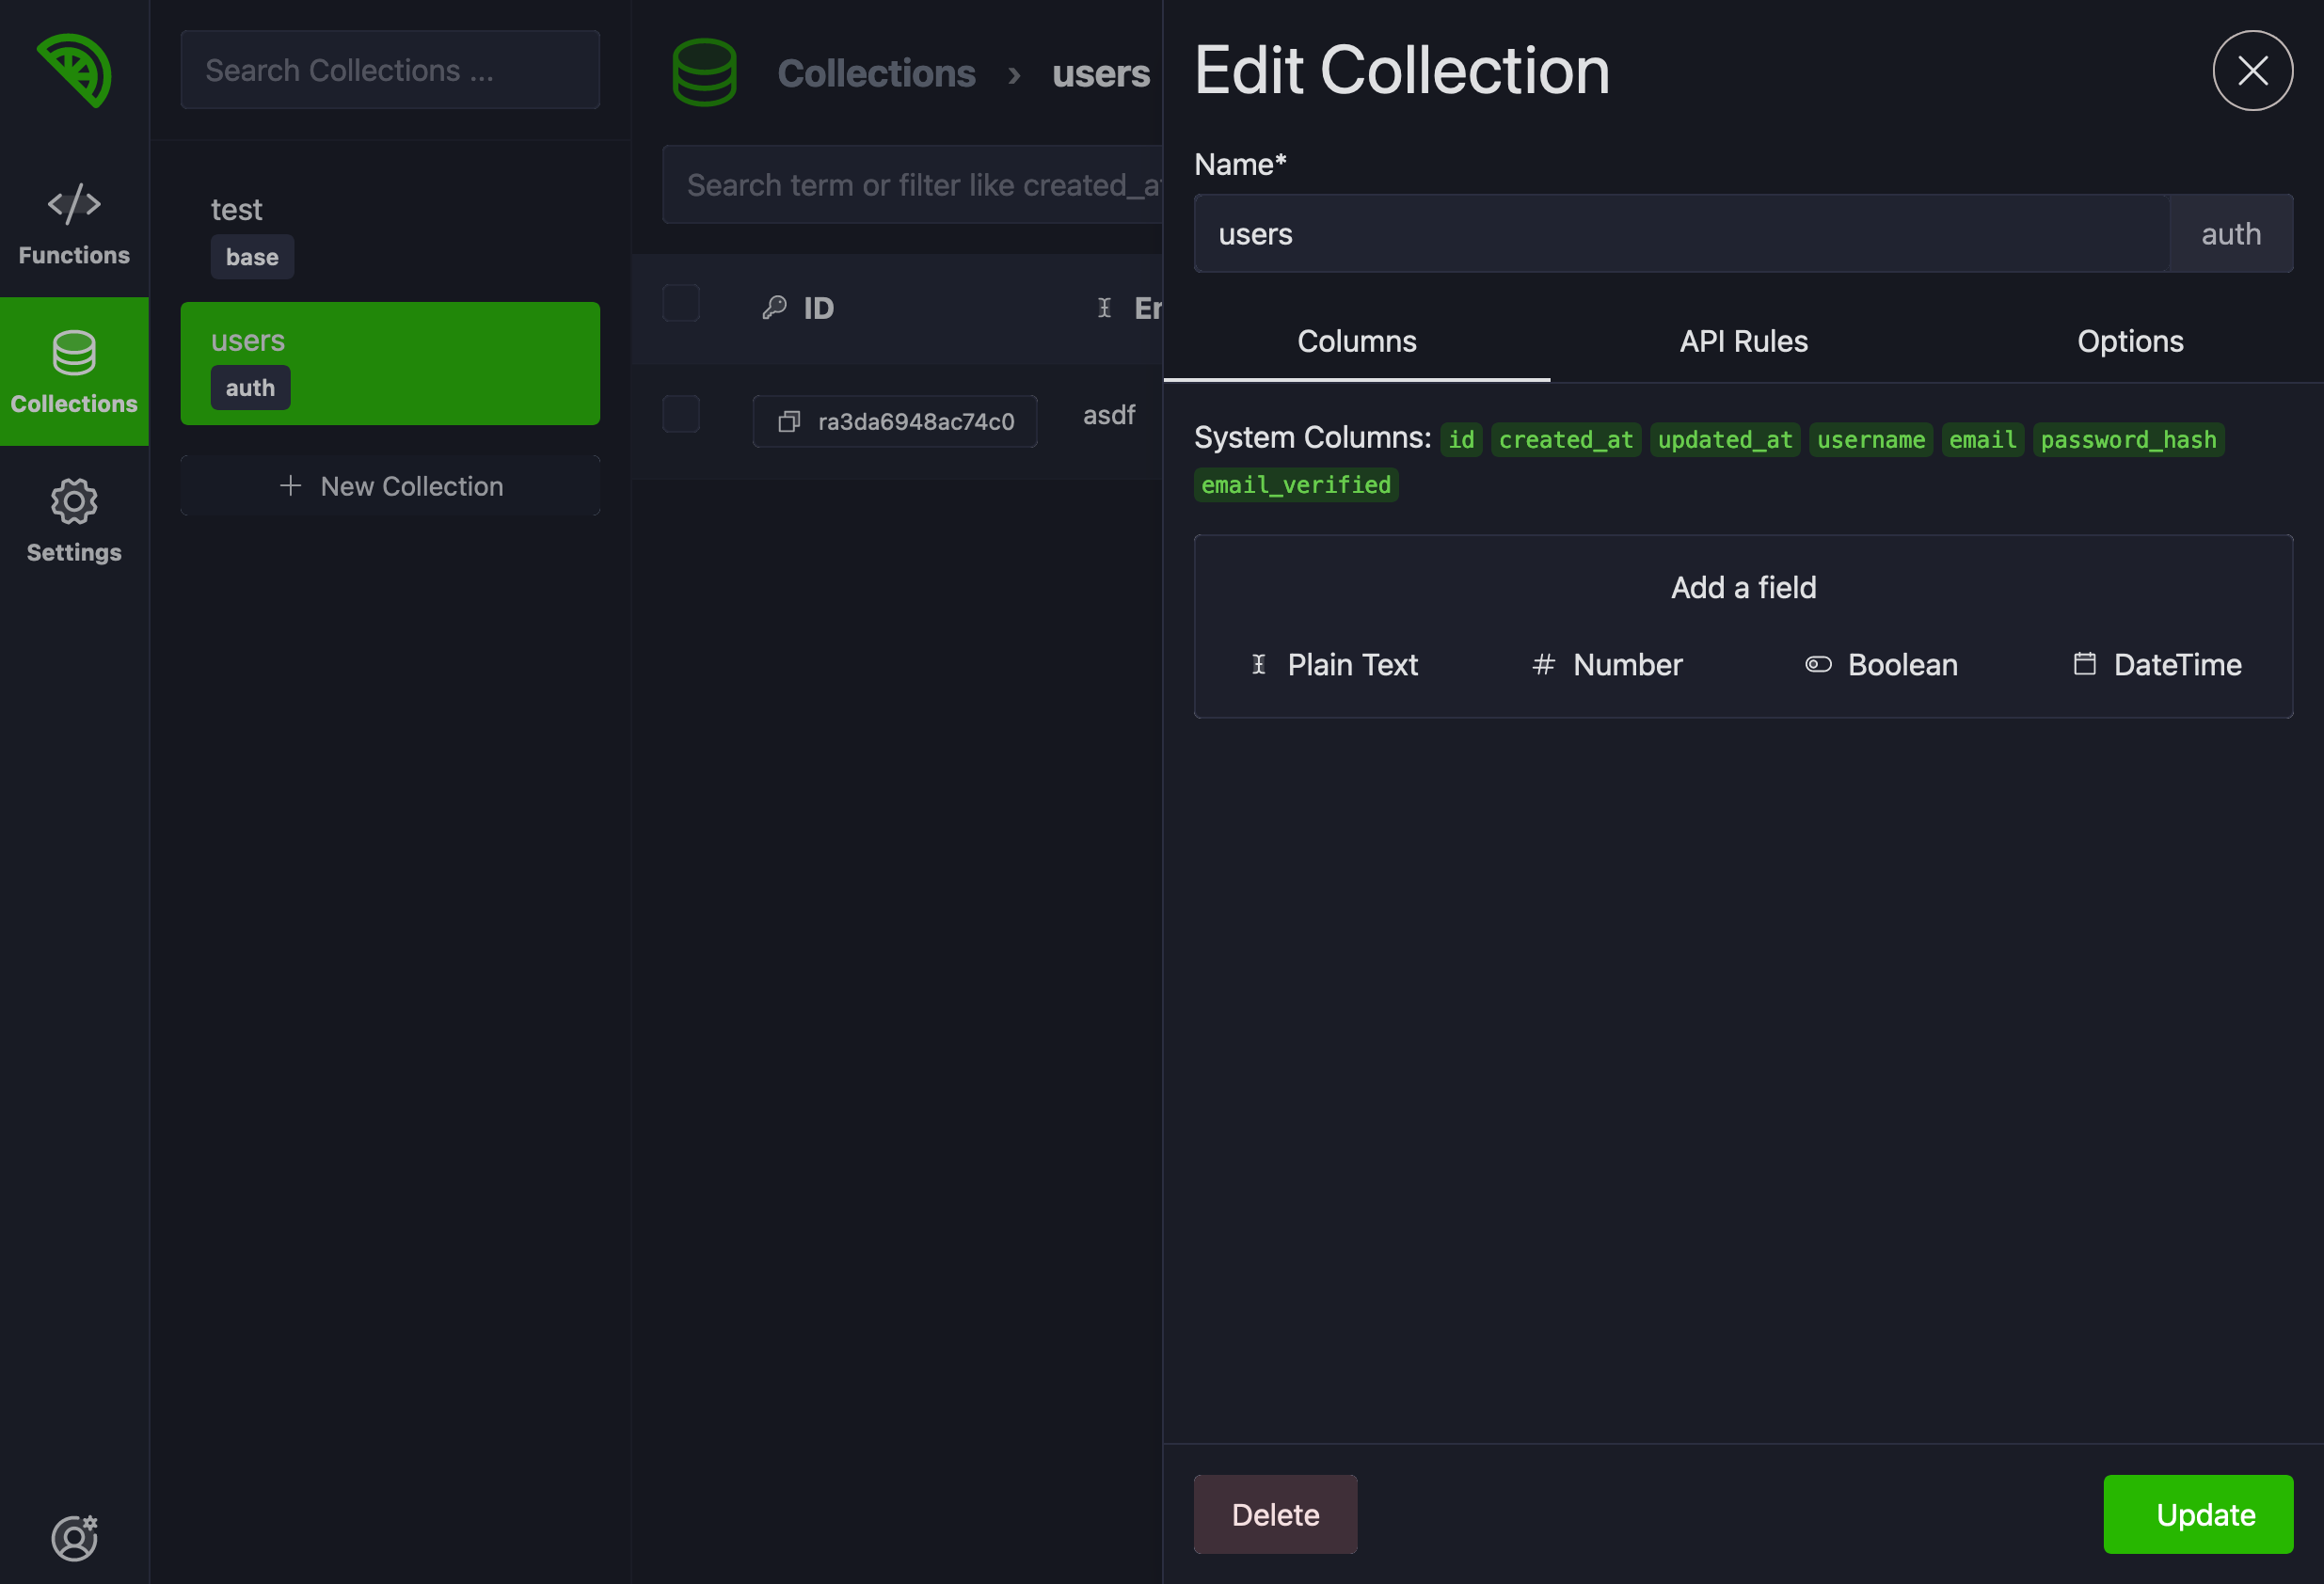 Functions
Collections
Settings
Search Collections ...
test
base
users
auth
+ New Collection
Collections › users
Search term or filter like created_at
ID
asdf
ra3da6948ac74c0
Edit Collection
Name*
users
auth
Columns
API Rules
Options
System Columns: id created_at updated_at username email password_hash
email_verified
Add a field
Plain Text
# Number
Boolean
DateTime
Delete
Update